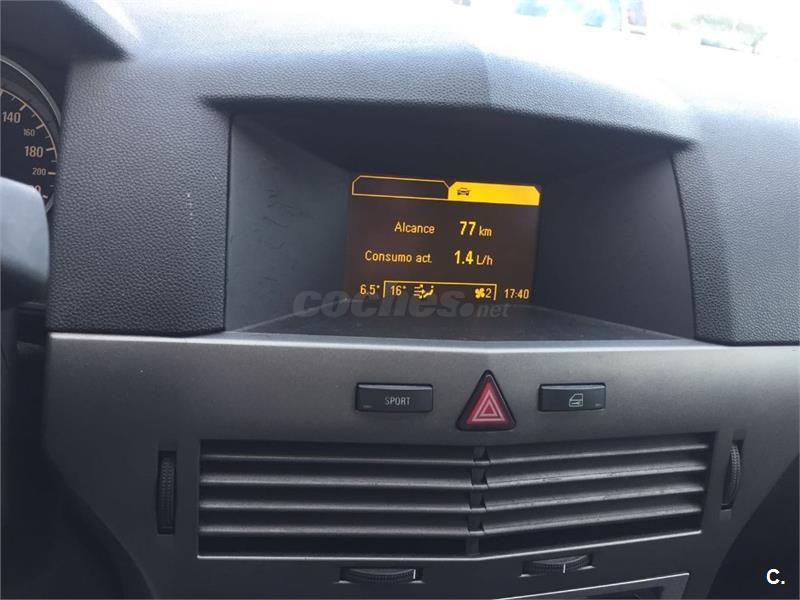 140
160
180
200
Alcance 77 km
Consumo act. 1.4 L/h
6.5° 16° 2 17:40
coches.net
SPORT
C.